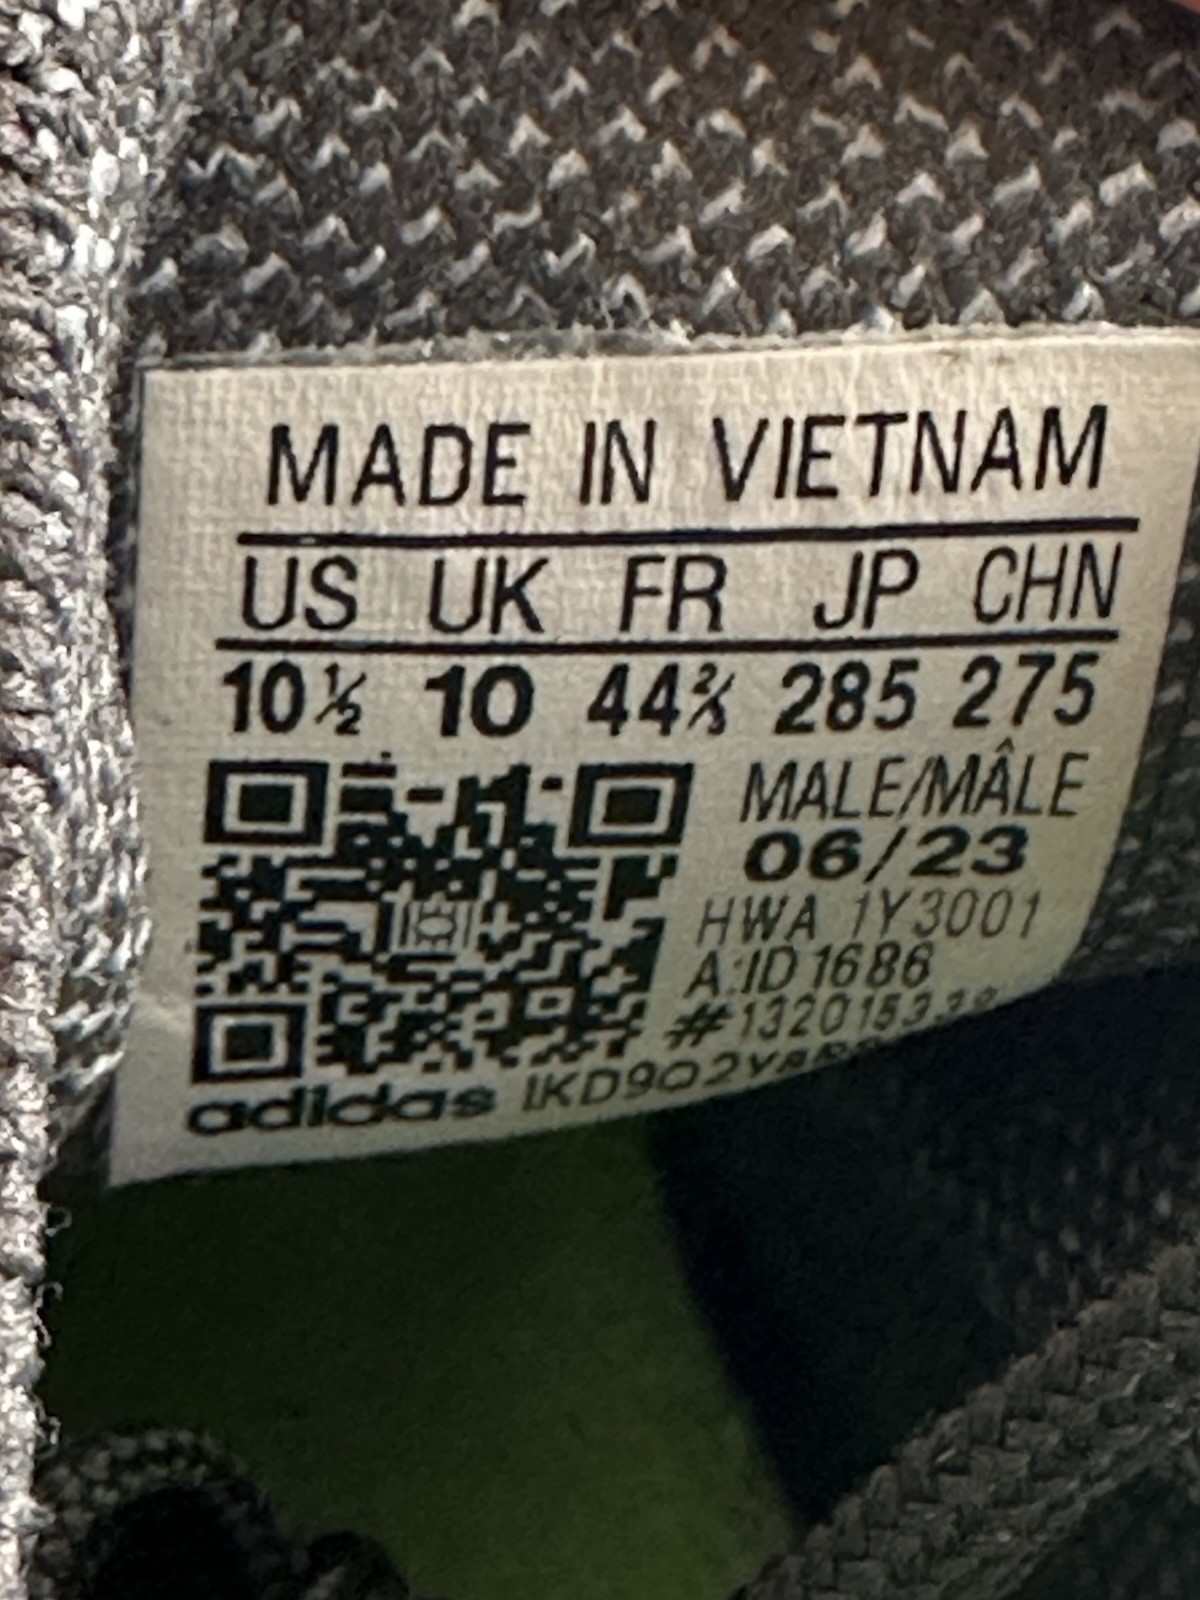 MADE IN VIETNAM
US UK FR JP CHN
10½ 10 44⅔ 285 275
MALE/MÂLE
06/23
HWA 1Y3001
A:ID1686
adidas